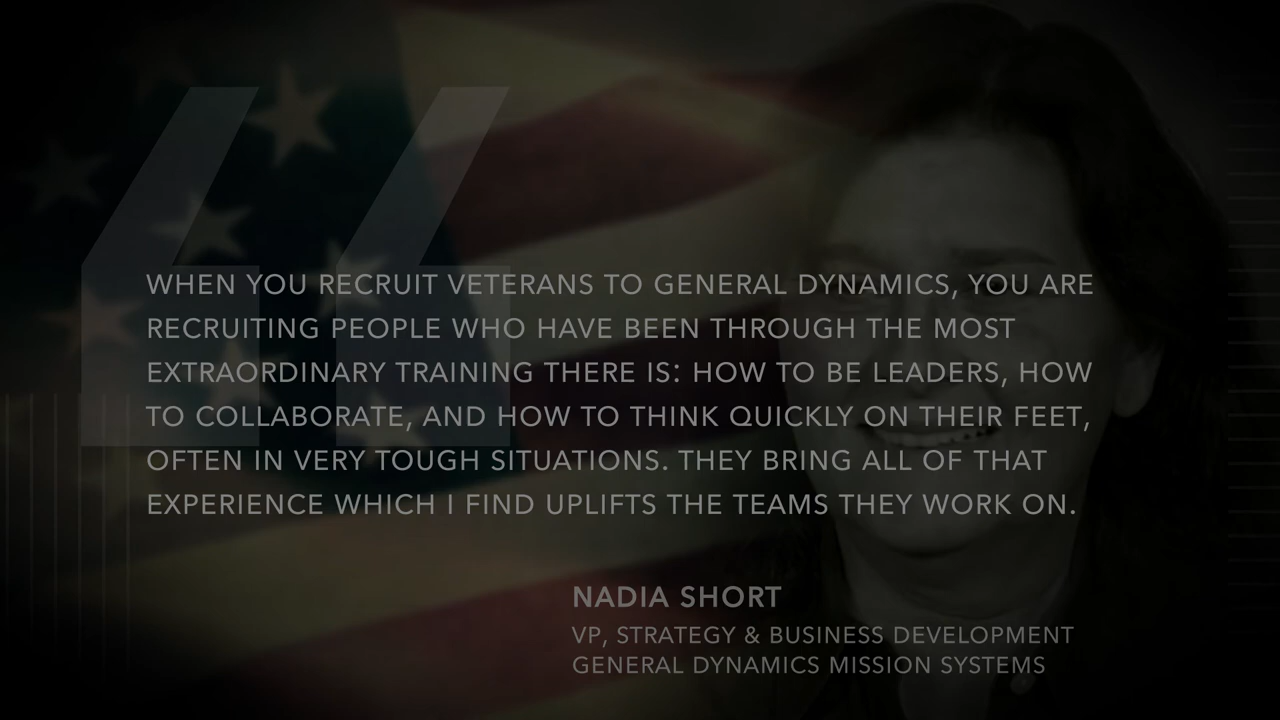 WHEN YOU RECRUIT VETERANS TO GENERAL DYNAMICS, YOU ARE
RECRUITING PEOPLE WHO HAVE BEEN THROUGH THE MOST
EXTRAORDINARY TRAINING THERE IS: HOW TO BE LEADERS, HOW
TO COLLABORATE, AND HOW TO THINK QUICKLY ON THEIR FEET,
OFTEN IN VERY TOUGH SITUATIONS. THEY BRING ALL OF THAT
EXPERIENCE WHICH I FIND UPLIFTS THE TEAMS THEY WORK ON.
NADIA SHORT
VP, STRATEGY & BUSINESS DEVELOPMENT
GENERAL DYNAMICS MISSION SYSTEMS